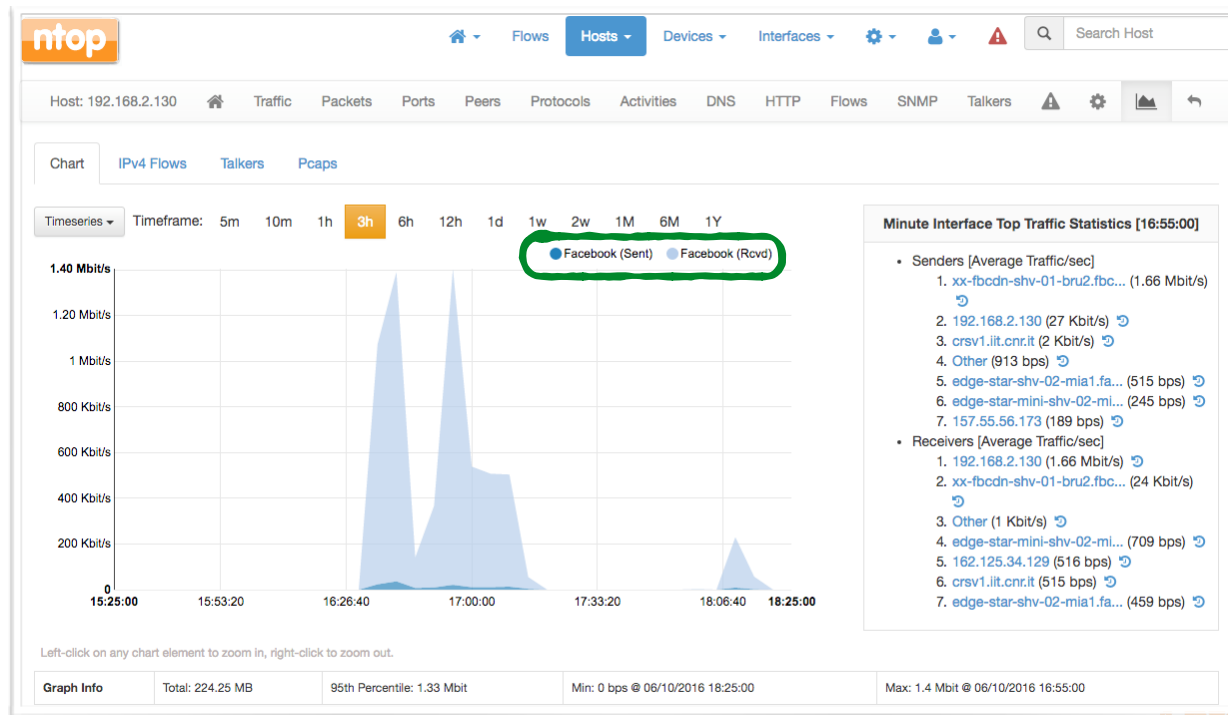 ntop
Flows Hosts Devices Interfaces Search Host
Host: 192.168.2.130 Traffic Packets Ports Peers Protocols Activities DNS HTTP Flows SNMP Talkers
Chart IPv4 Flows Talkers Pcaps
Timeseries Timeframe: 5m 10m 1h 3h 6h 12h 1d 1w 2w 1M 6M 1Y
Facebook (Sent) Facebook (Rcvd)
1.40 Mbit/s
1.20 Mbit/s
1 Mbit/s
800 Kbit/s
600 Kbit/s
400 Kbit/s
200 Kbit/s
0
15:25:00 15:53:20 16:26:40 17:00:00 17:33:20 18:06:40 18:25:00
Minute Interface Top Traffic Statistics [16:55:00]
• Senders [Average Traffic/sec]
1. xx-fbcdn-shv-01-bru2.fbc... (1.66 Mbit/s)
2. 192.168.2.130 (27 Kbit/s)
3. crsv1.iit.cnr.it (2 Kbit/s)
4. Other (913 bps)
5. edge-star-shv-02-mia1.fa... (515 bps)
6. edge-star-mini-shv-02-mi... (245 bps)
7. 157.55.56.173 (189 bps)
• Receivers [Average Traffic/sec]
1. 192.168.2.130 (1.66 Mbit/s)
2. xx-fbcdn-shv-01-bru2.fbc... (24 Kbit/s)
3. Other (1 Kbit/s)
4. edge-star-mini-shv-02-mi... (709 bps)
5. 162.125.34.129 (516 bps)
6. crsv1.iit.cnr.it (515 bps)
7. edge-star-shv-02-mia1.fa... (459 bps)
Left-click on any chart element to zoom in, right-click to zoom out.
Graph Info Total: 224.25 MB 95th Percentile: 1.33 Mbit Min: 0 bps @ 06/10/2016 18:25:00 Max: 1.4 Mbit @ 06/10/2016 16:55:00